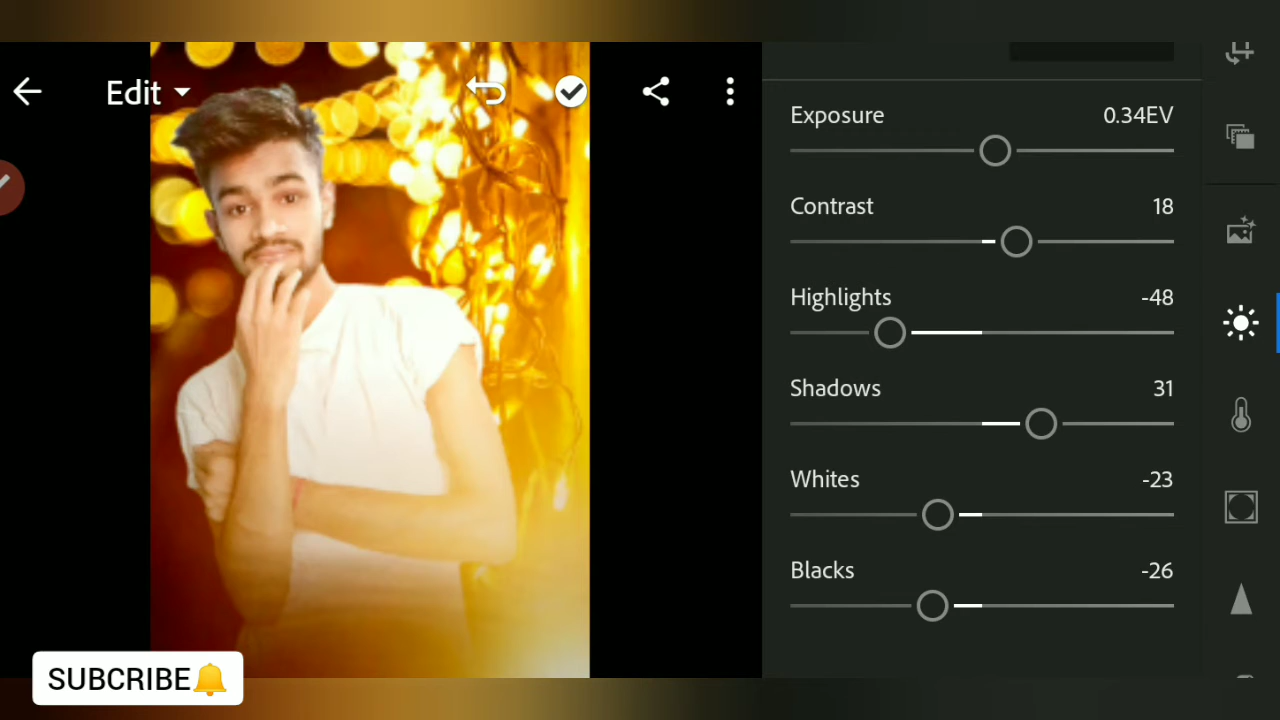 Edit
Exposure 0.34EV
Contrast 18
Highlights -48
Shadows 31
Whites -23
Blacks -26
SUBCRIBE